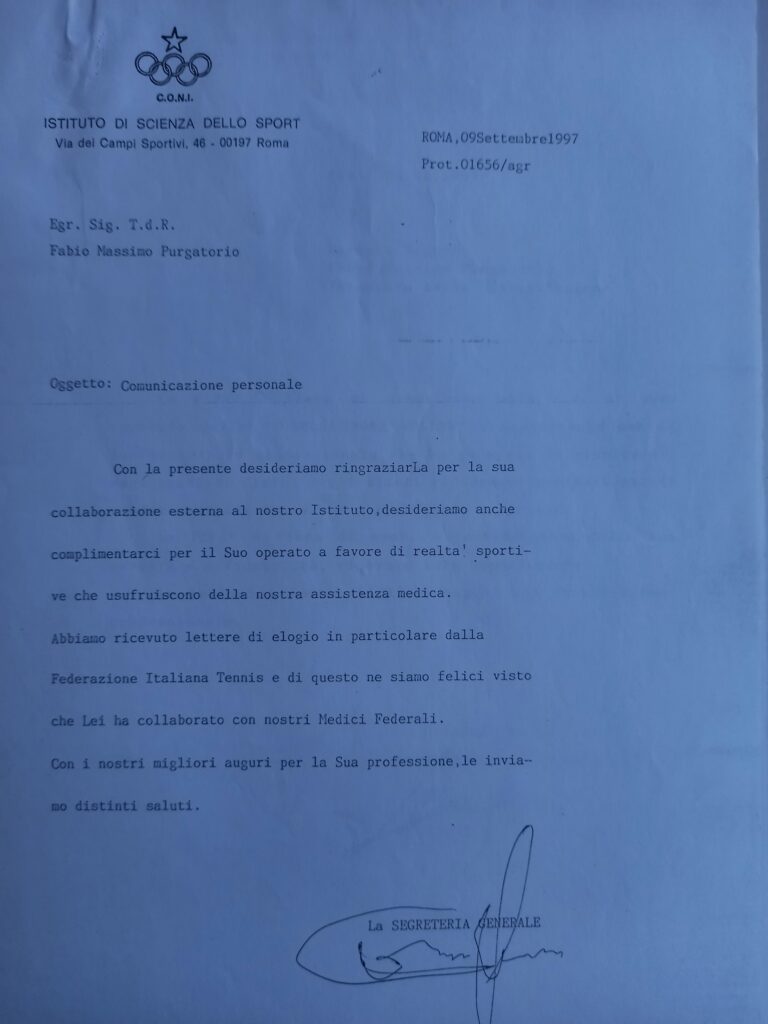 C.O.N.I.
ISTITUTO DI SCIENZA DELLO SPORT
Via dei Campi Sportivi, 46 - 00197 Roma
ROMA,09Settembre1997
Prot.01656/agr
Egr. Sig. T.d.R.
Fabio Massimo Purgatorio
Oggetto: Comunicazione personale
Con la presente desideriamo ringraziarLa per la sua
collaborazione esterna al nostro Istituto,desideriamo anche
complimentarci per il Suo operato a favore di realta' sporti-
ve che usufruiscono della nostra assistenza medica.
Abbiamo ricevuto lettere di elogio in particolare dalla
Federazione Italiana Tennis e di questo ne siamo felici visto
che Lei ha collaborato con nostri Medici Federali.
Con i nostri migliori auguri per la Sua professione,le invia-
mo distinti saluti.
La SEGRETERIA GENERALE